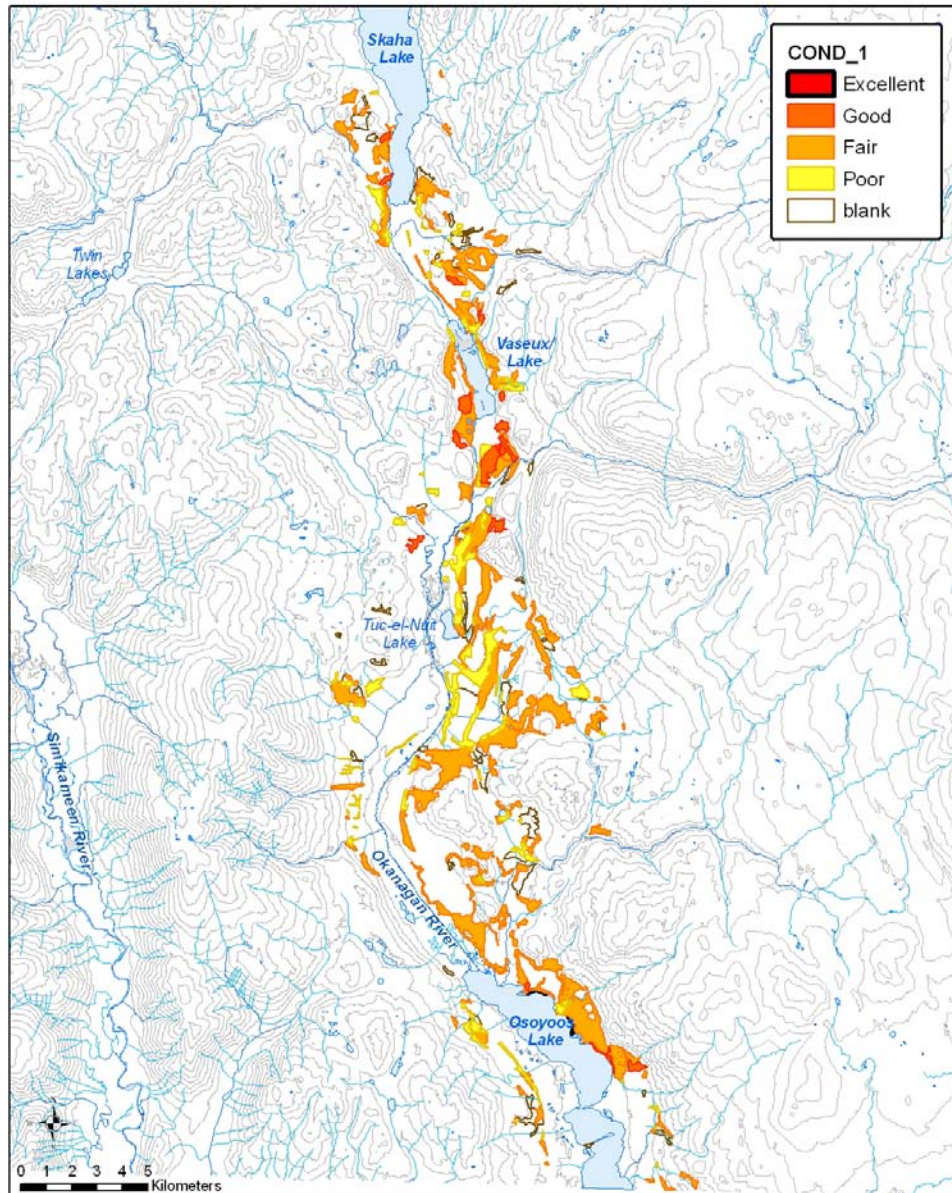 Skaha
Lake
COND_1
Excellent
Good
Fair
Poor
blank
Twin
Lakes
Vaseux/
Lake
Tuc-el-Nuit
Lake
Similkameen River
Okanagan River
Osoyoos
Lake
0 1 2 3 4 5
Kilometers